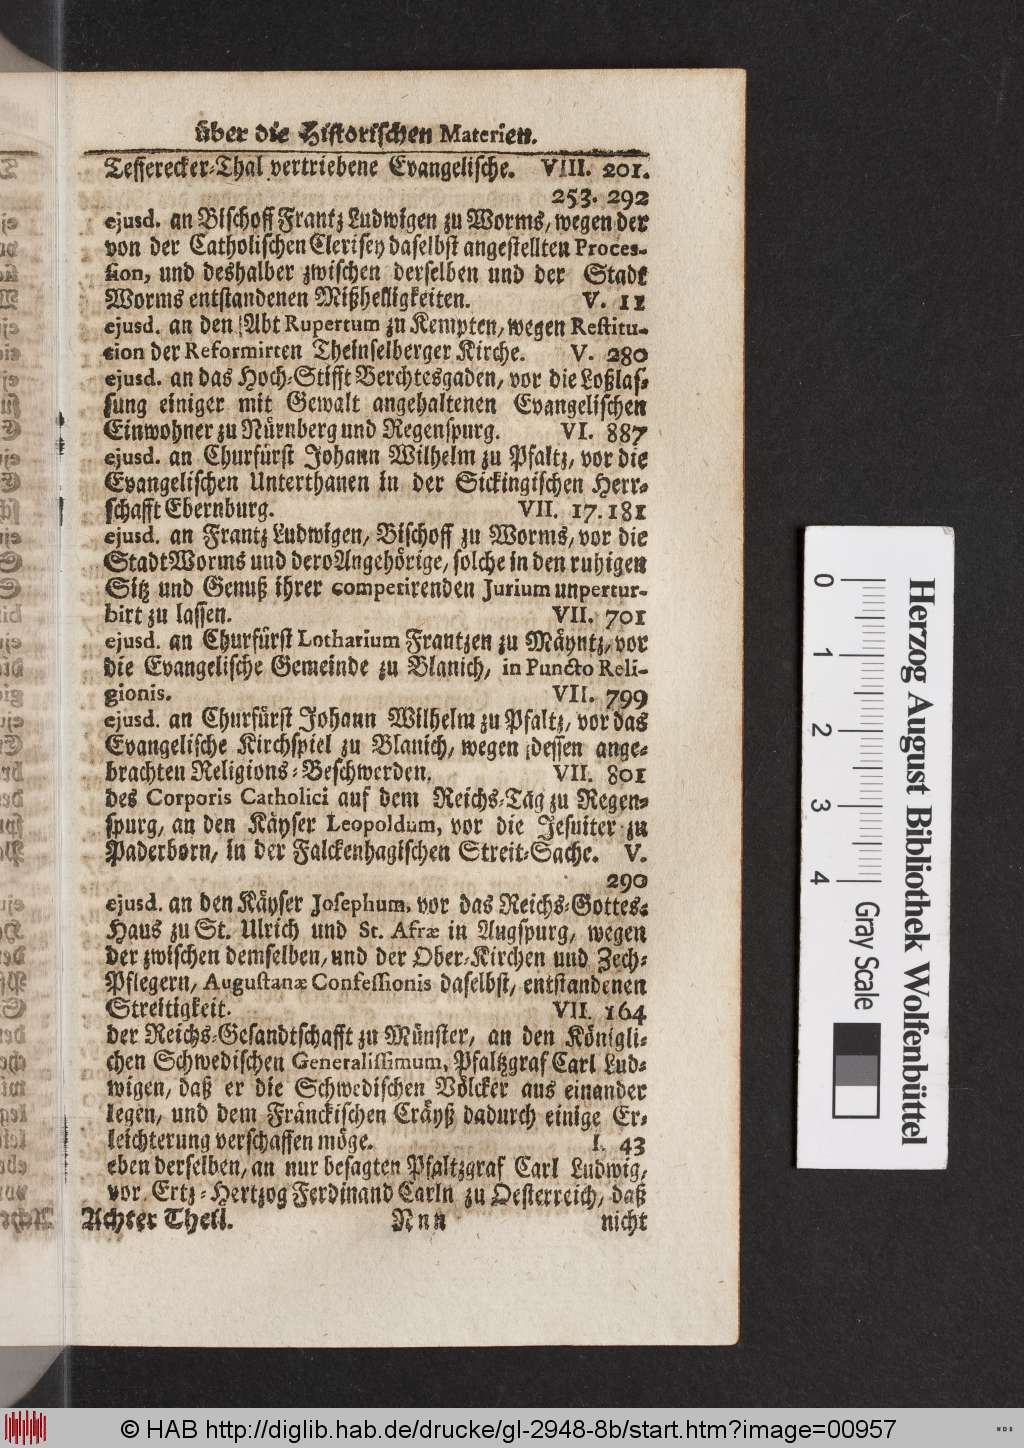 über die Historischen Materien.
Tefferecker-Thal vertriebene Evangelische. VIII. 201.
253. 292
ejusd. an Bischoff Frantz Ludwigen zu Worms, wegen der
von der Catholischen Clerisey daselbst angestellten Proces-
sion, und deshalber zwischen derselben und der Stadt
Worms entstandenen Mißhelligkeiten. V. 11
ejusd. an den Abt Rupertum zu Kempten, wegen Restitu-
tion der Reformirten Theinselberger Kirche. V. 280
ejusd. an das Hoch-Stifft Berchtesgaden, vor die Loßlas-
sung einiger mit Gewalt angehaltenen Evangelischen
Einwohner zu Nürnberg und Regenspurg. VI. 887
ejusd. an Churfürst Johann Wilhelm zu Pfaltz, vor die
Evangelischen Unterthanen in der Sickingischen Herr-
schafft Ebernburg. VII. 17. 181
ejusd. an Frantz Ludwigen, Bischoff zu Worms, vor die
Stadt Worms und dero Angehörige, solche in den ruhigen
Sitz und Genuß ihrer competirenden Jurium unpertur-
birt zu lassen. VII. 701
ejusd. an Churfürst Lotharium Frantzen zu Mäyntz, vor
die Evangelische Gemeinde zu Blanich, in Puncto Reli-
gionis. VII. 799
ejusd. an Churfürst Johann Wilhelm zu Pfaltz, vor das
Evangelische Kirchspiel zu Blanich, wegen dessen ange-
brachten Religions-Beschwerden. VII. 801
des Corporis Catholici auf dem Reichs-Tag zu Regen-
spurg, an den Käyser Leopoldum, vor die Jesuiter zu
Paderborn, in der Falckenhagischen Streit-Sache. V.
290
ejusd. an den Käyser Josephum, vor das Reichs-Gottes-
Haus zu St. Ulrich und St. Afræ in Augspurg, wegen
der zwischen demselben, und der Ober-Kirchen und Zech-
Pflegern, Augustanæ Confessionis daselbst, entstandenen
Streitigkeit. VII. 164
der Reichs-Gesandtschafft zu Münster, an den Königli-
chen Schwedischen Generalissimum, Pfaltzgraf Carl Lud-
wigen, daß er die Schwedischen Völcker aus einander
legen, und dem Fränckischen Cräyß dadurch einige Er-
leichterung verschaffen möge. I. 43
eben derselben, an nur besagten Pfaltzgraf Carl Ludwig,
vor Ertz-Hertzog Ferdinand Carln zu Oesterreich, daß
Achter Theil. Nnn nicht
0 1 2 3 4
Gray Scale
Herzog August Bibliothek Wolfenbüttel
© HAB http://diglib.hab.de/drucke/gl-2948-8b/start.htm?image=00957